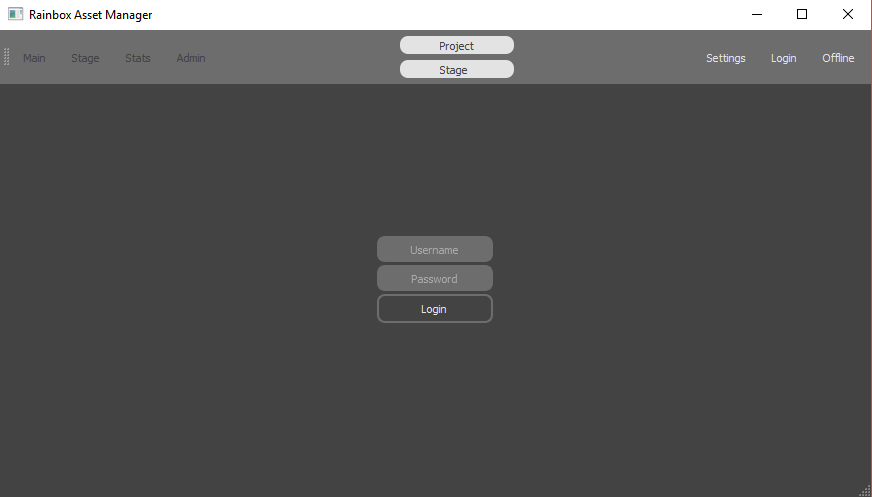 Rainbox Asset Manager
Main Stage Stats Admin
Project
Stage
Settings Login Offline
Username
Password
Login